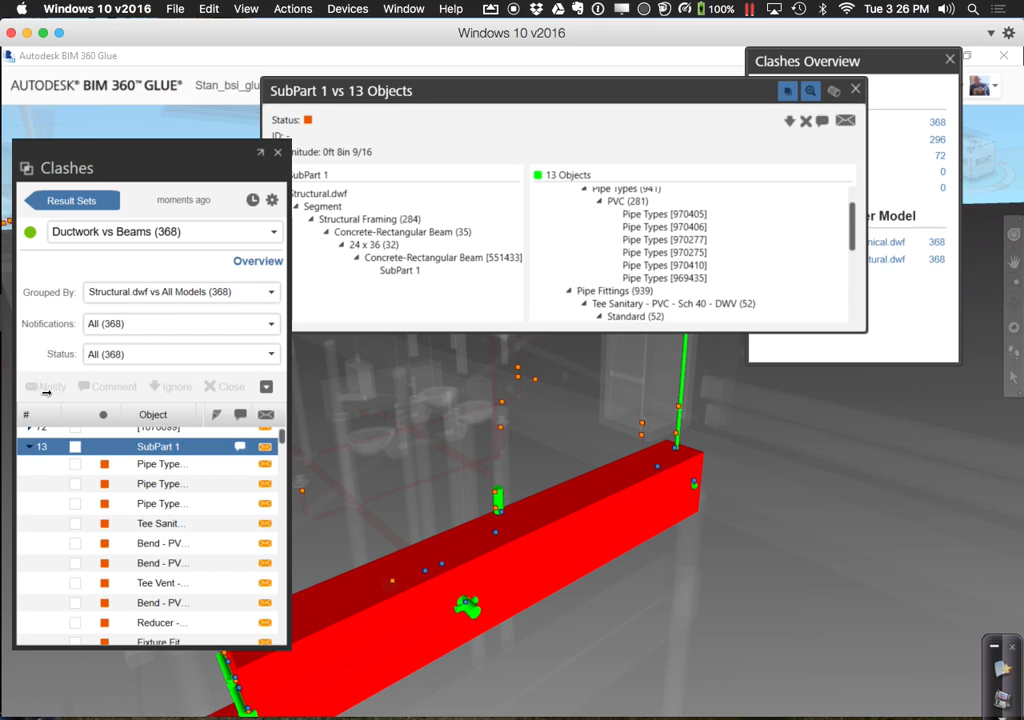 Windows 10 v2016 File Edit View Actions Devices Window Help 100% Tue 3 26 PM
Windows 10 v2016
Autodesk BIM 360 Glue
AUTODESK® BIM 360™ GLUE® Stan_bsi_glu
Clashes Overview
368
296
72
0
0
er Model
nical.dwf 368
tural.dwf 368
SubPart 1 vs 13 Objects
Status:
ID: -
nitude: 0ft 8in 9/16
ubPart 1
Structural.dwf
Segment
Structural Framing (284)
Concrete-Rectangular Beam (35)
24 x 36 (32)
Concrete-Rectangular Beam [551433]
SubPart 1
13 Objects
Pipe Types (941)
PVC (281)
Pipe Types [970405]
Pipe Types [970406]
Pipe Types [970277]
Pipe Types [970275]
Pipe Types [970410]
Pipe Types [969435]
Pipe Fittings (939)
Tee Sanitary - PVC - Sch 40 - DWV (52)
Standard (52)
Clashes
Result Sets moments ago
Ductwork vs Beams (368)
Overview
Grouped By: Structural.dwf vs All Models (368)
Notifications: All (368)
Status: All (368)
Notify Comment Ignore Close
# Object
12 [1076099]
13 SubPart 1
Pipe Type...
Pipe Type...
Pipe Type...
Tee Sanit...
Bend - PV...
Bend - PV...
Tee Vent -...
Bend - PV...
Reducer -...
Fixture Fit...